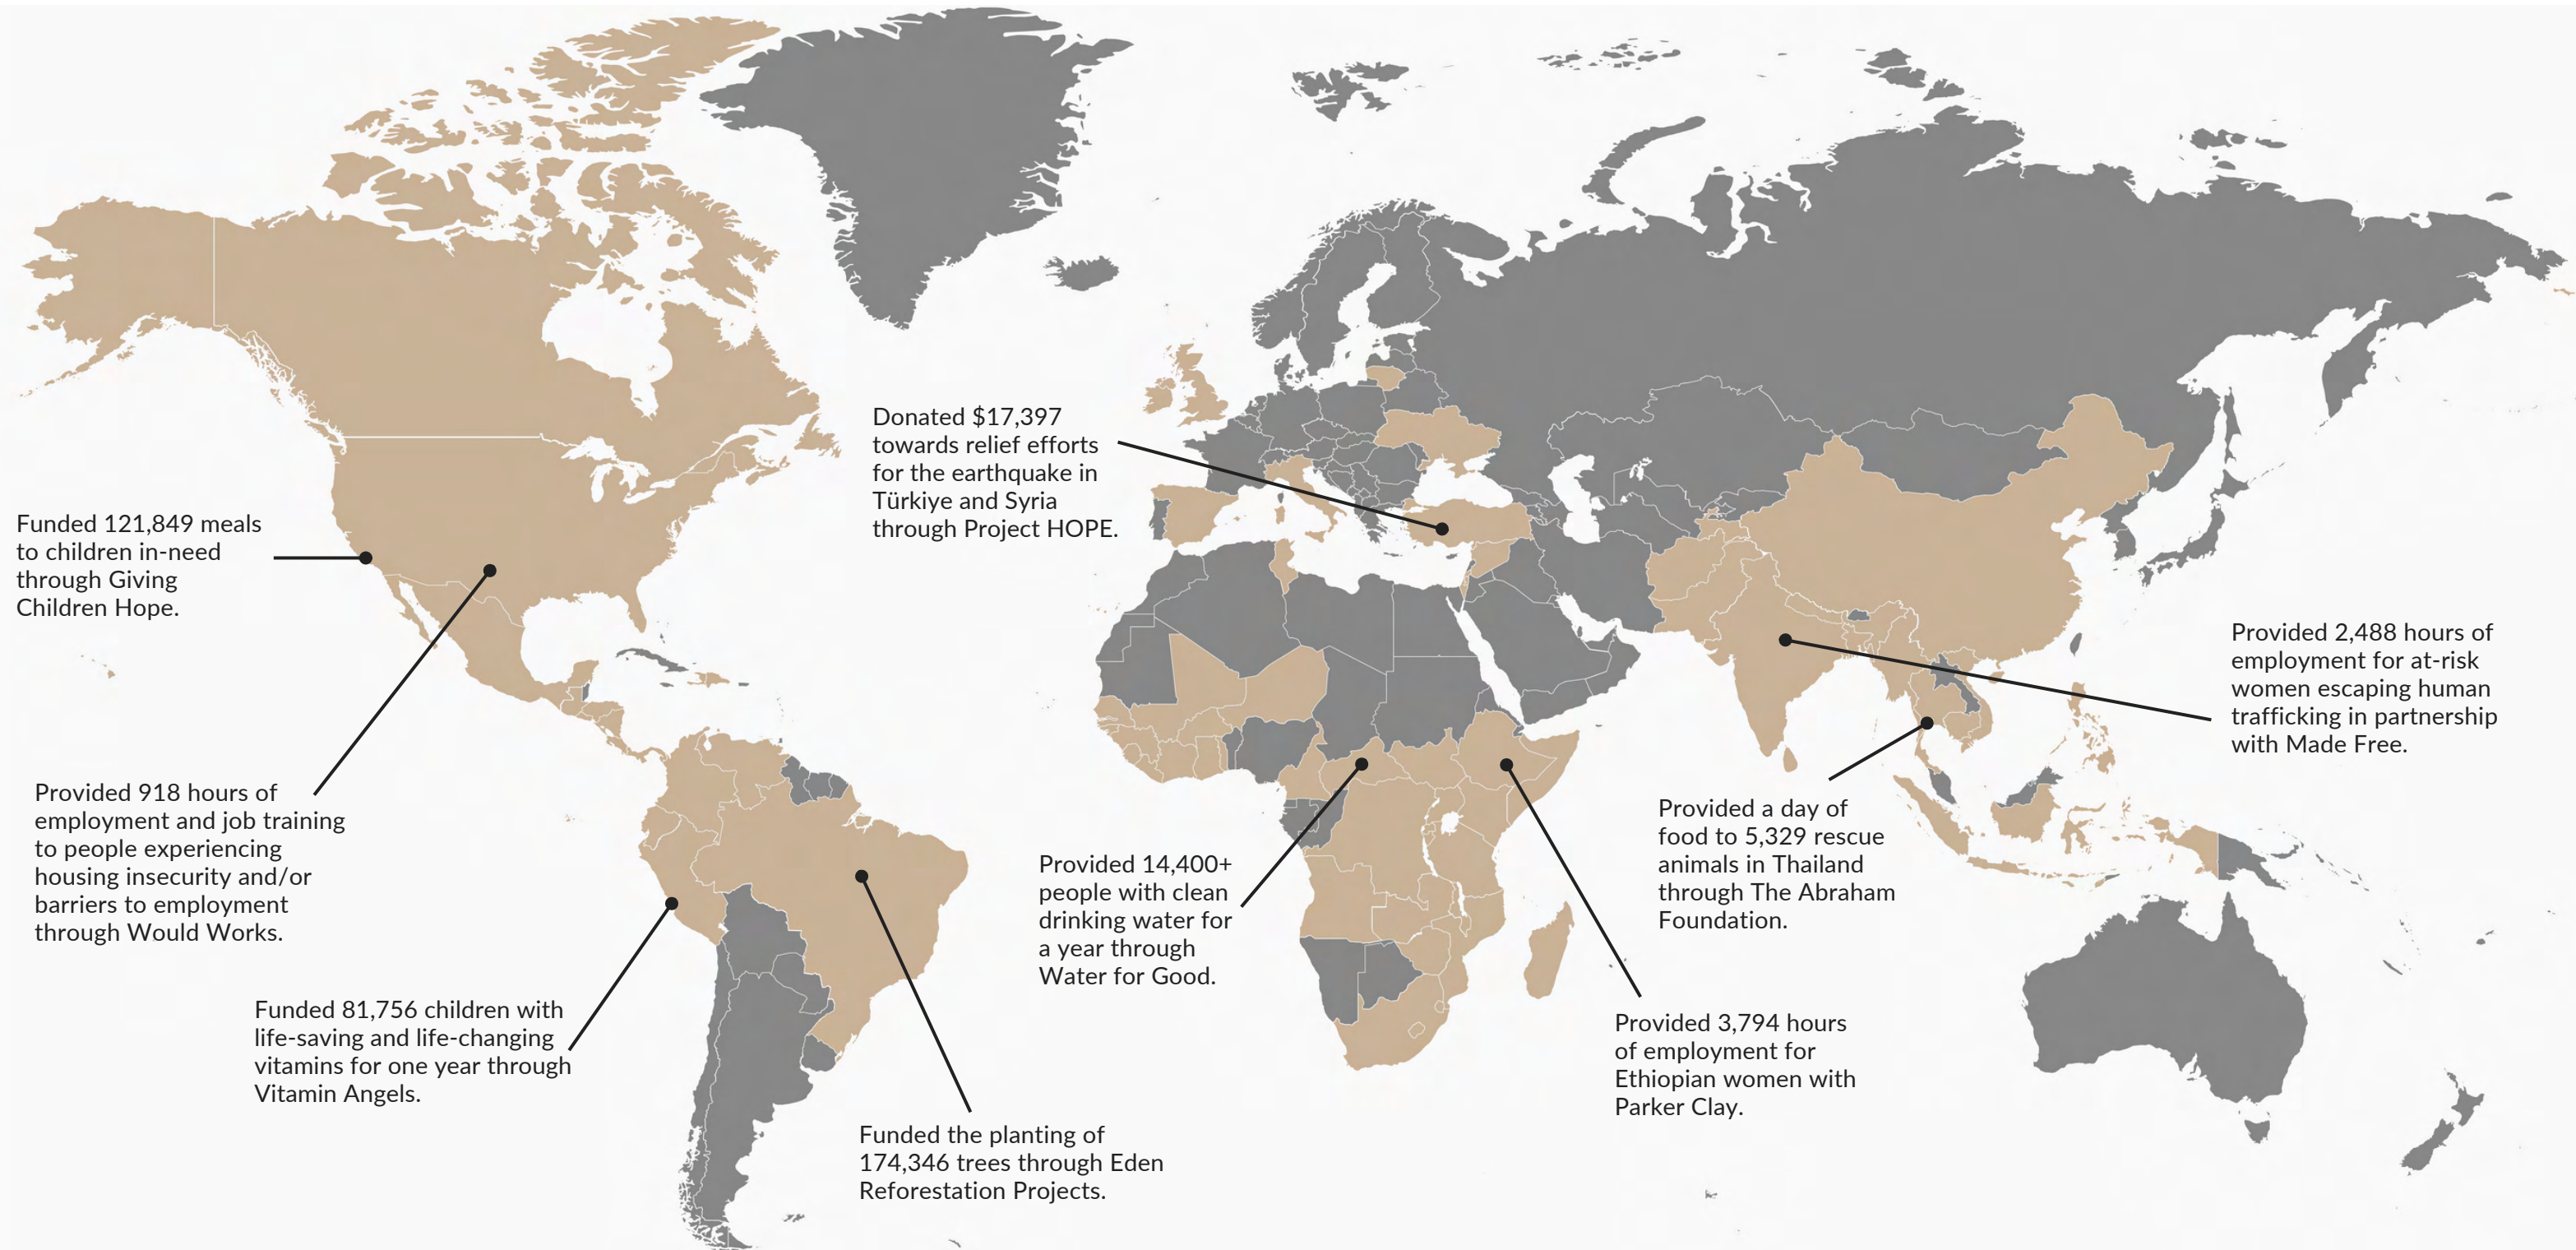 Donated $17,397
towards relief efforts
for the earthquake in
Türkiye and Syria
through Project HOPE.
Funded 121,849 meals
to children in-need
through Giving
Children Hope.
Provided 2,488 hours of
employment for at-risk
women escaping human
trafficking in partnership
with Made Free.
Provided 918 hours of
employment and job training
to people experiencing
housing insecurity and/or
barriers to employment
through Would Works.
Provided a day of
food to 5,329 rescue
animals in Thailand
through The Abraham
Foundation.
Provided 14,400+
people with clean
drinking water for
a year through
Water for Good.
Funded 81,756 children with
life-saving and life-changing
vitamins for one year through
Vitamin Angels.
Provided 3,794 hours
of employment for
Ethiopian women with
Parker Clay.
Funded the planting of
174,346 trees through Eden
Reforestation Projects.